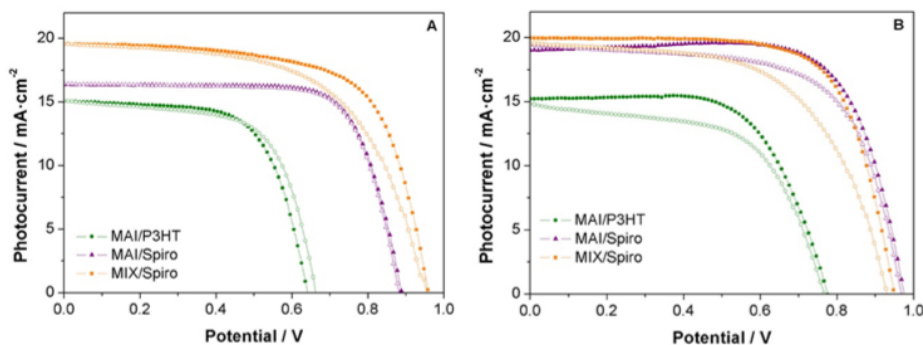 A
Photocurrent / mA·cm⁻²
20
15
10
5
0
MAI/P3HT
MAI/Spiro
MIX/Spiro
0.0 0.2 0.4 0.6 0.8 1.0
Potential / V
B
Photocurrent / mA·cm⁻²
20
15
10
5
0
MAI/P3HT
MAI/Spiro
MIX/Spiro
0.0 0.2 0.4 0.6 0.8 1.0
Potential / V